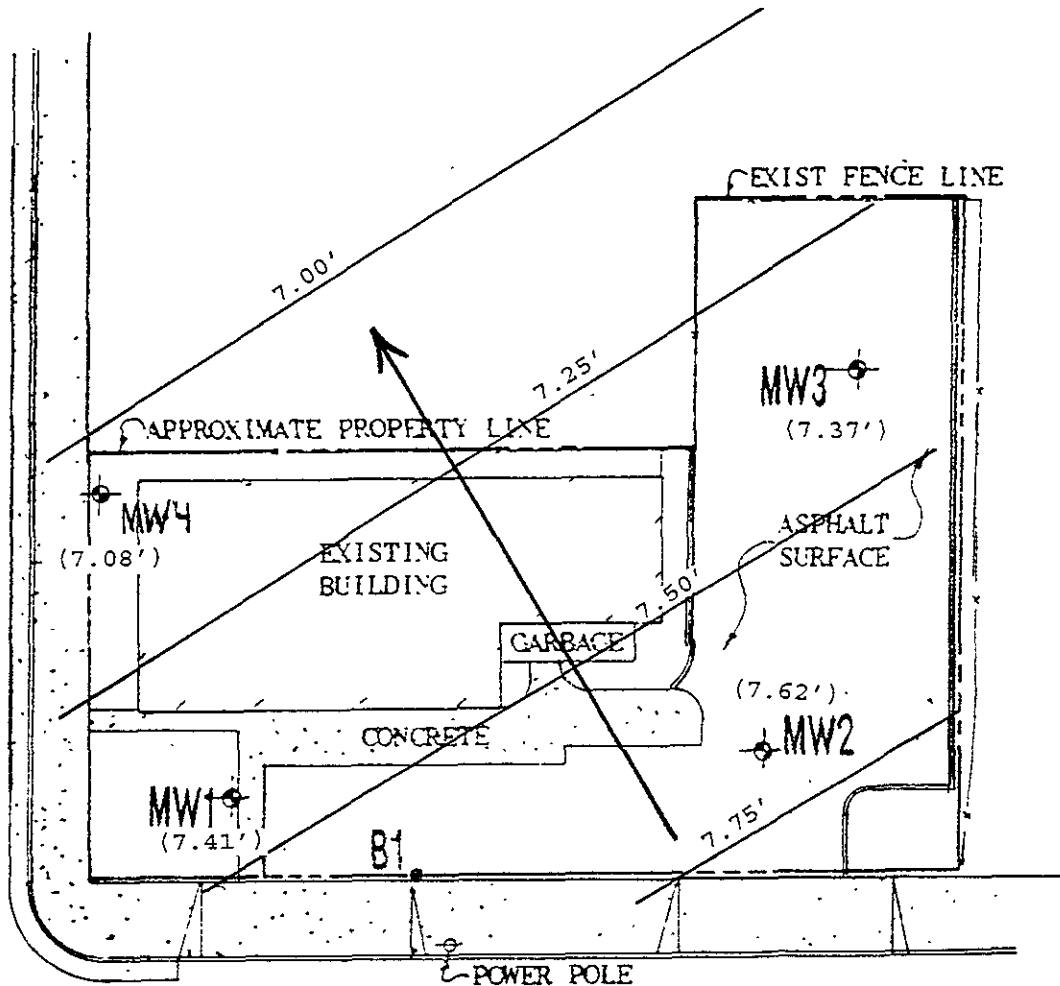 EXIST FENCE LINE
7.00'
7.25'
MW3
(7.37')
APPROXIMATE PROPERTY LINE
MW4
(7.08')
EXISTING
BUILDING
ASPHALT
SURFACE
7.50'
GARBAGE
(7.62')
MW2
CONCRETE
MW1
(7.41')
7.75'
B1
POWER POLE